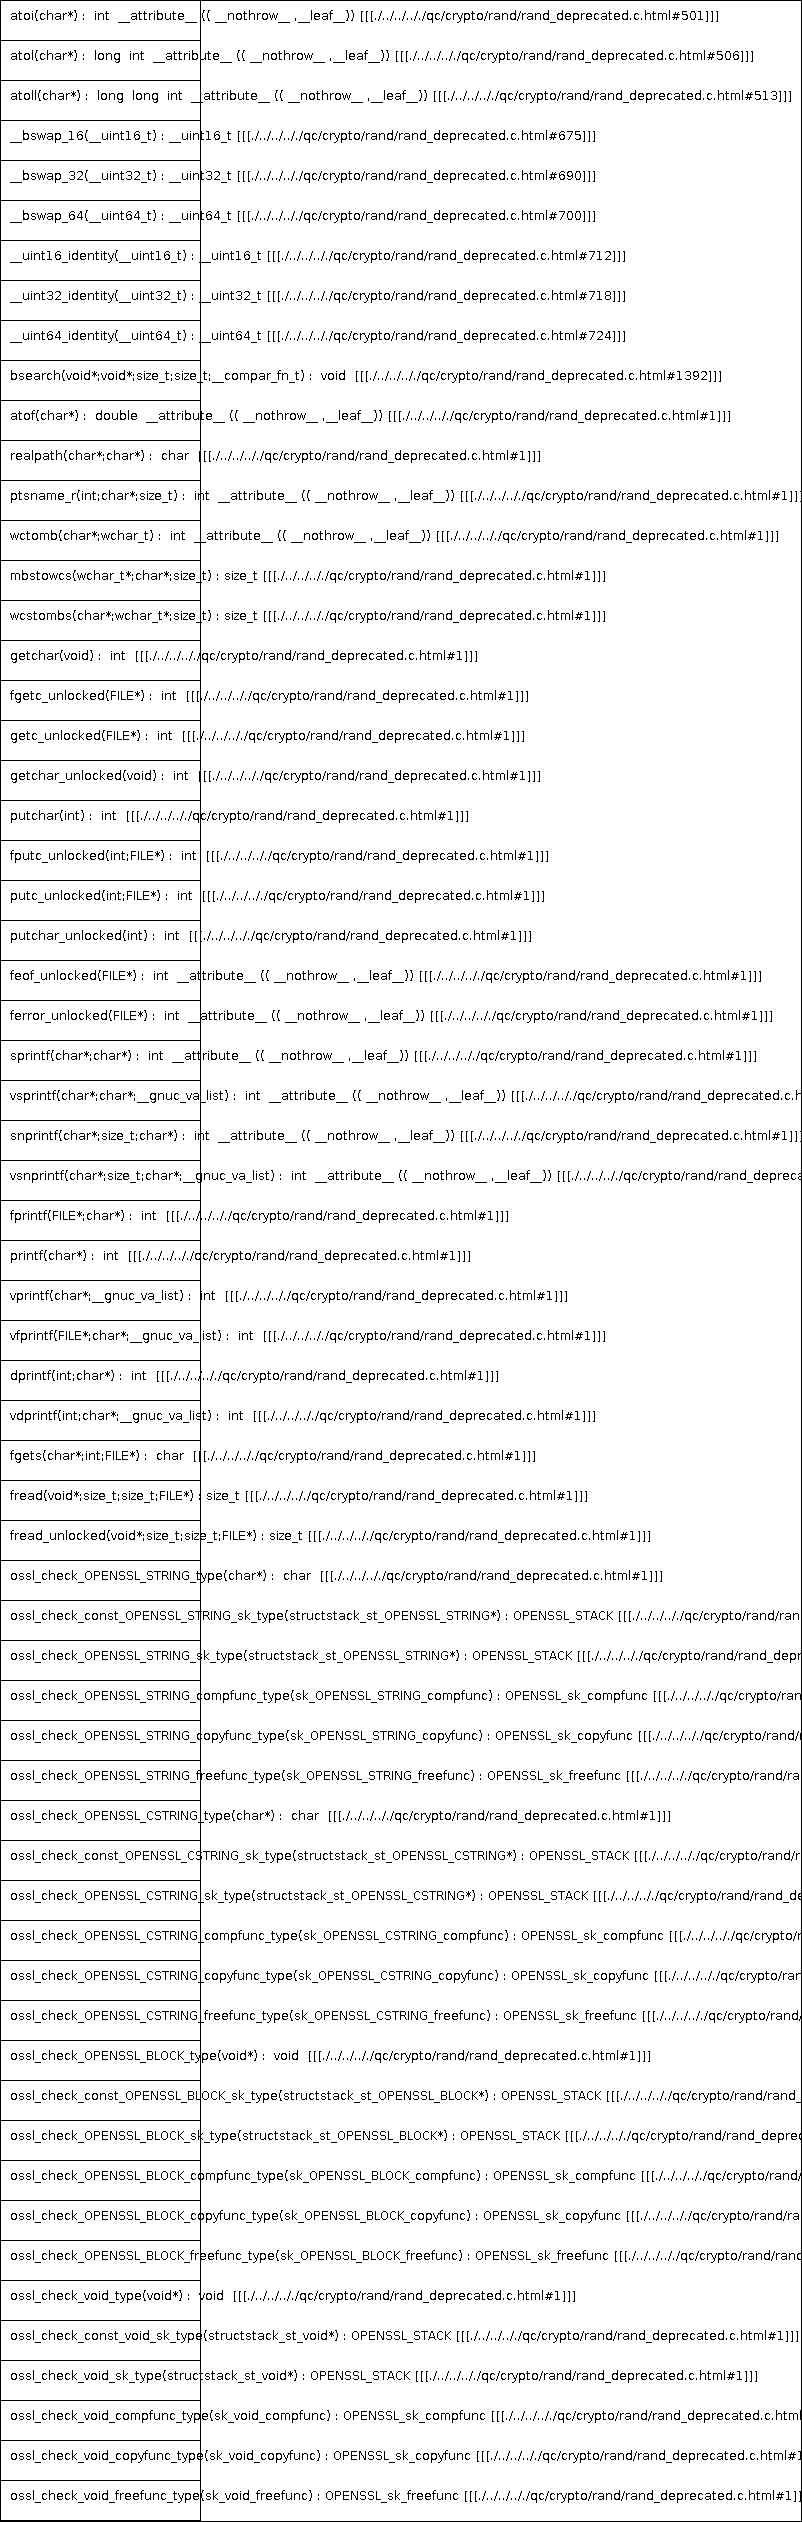 atoi(char*) :  int  __attribute__ (( __nothrow__ ,__leaf__)) [[[./../../../../qc/crypto/rand/rand_deprecated.c.html#501]]]
atol(char*) :  long  int  __attribute__ (( __nothrow__ ,__leaf__)) [[[./../../../../qc/crypto/rand/rand_deprecated.c.html#506]]]
atoll(char*) :  long  long  int  __attribute__ (( __nothrow__ ,__leaf__)) [[[./../../../../qc/crypto/rand/rand_deprecated.c.html#513]]]
__bswap_16(__uint16_t) : __uint16_t [[[./../../../../qc/crypto/rand/rand_deprecated.c.html#675]]]
__bswap_32(__uint32_t) : __uint32_t [[[./../../../../qc/crypto/rand/rand_deprecated.c.html#690]]]
__bswap_64(__uint64_t) : __uint64_t [[[./../../../../qc/crypto/rand/rand_deprecated.c.html#700]]]
__uint16_identity(__uint16_t) : __uint16_t [[[./../../../../qc/crypto/rand/rand_deprecated.c.html#712]]]
__uint32_identity(__uint32_t) : __uint32_t [[[./../../../../qc/crypto/rand/rand_deprecated.c.html#718]]]
__uint64_identity(__uint64_t) : __uint64_t [[[./../../../../qc/crypto/rand/rand_deprecated.c.html#724]]]
bsearch(void*;void*;size_t;size_t;__compar_fn_t) :  void  [[[./../../../../qc/crypto/rand/rand_deprecated.c.html#1392]]]
atof(char*) :  double  __attribute__ (( __nothrow__ ,__leaf__)) [[[./../../../../qc/crypto/rand/rand_deprecated.c.html#1]]]
realpath(char*;char*) :  char  [[[./../../../../qc/crypto/rand/rand_deprecated.c.html#1]]]
ptsname_r(int;char*;size_t) :  int  __attribute__ (( __nothrow__ ,__leaf__)) [[[./../../../../qc/crypto/rand/rand_deprecated.c.html#1]]]
wctomb(char*;wchar_t) :  int  __attribute__ (( __nothrow__ ,__leaf__)) [[[./../../../../qc/crypto/rand/rand_deprecated.c.html#1]]]
mbstowcs(wchar_t*;char*;size_t) : size_t [[[./../../../../qc/crypto/rand/rand_deprecated.c.html#1]]]
wcstombs(char*;wchar_t*;size_t) : size_t [[[./../../../../qc/crypto/rand/rand_deprecated.c.html#1]]]
getchar(void) :  int  [[[./../../../../qc/crypto/rand/rand_deprecated.c.html#1]]]
fgetc_unlocked(FILE*) :  int  [[[./../../../../qc/crypto/rand/rand_deprecated.c.html#1]]]
getc_unlocked(FILE*) :  int  [[[./../../../../qc/crypto/rand/rand_deprecated.c.html#1]]]
getchar_unlocked(void) :  int  [[[./../../../../qc/crypto/rand/rand_deprecated.c.html#1]]]
putchar(int) :  int  [[[./../../../../qc/crypto/rand/rand_deprecated.c.html#1]]]
fputc_unlocked(int;FILE*) :  int  [[[./../../../../qc/crypto/rand/rand_deprecated.c.html#1]]]
putc_unlocked(int;FILE*) :  int  [[[./../../../../qc/crypto/rand/rand_deprecated.c.html#1]]]
putchar_unlocked(int) :  int  [[[./../../../../qc/crypto/rand/rand_deprecated.c.html#1]]]
feof_unlocked(FILE*) :  int  __attribute__ (( __nothrow__ ,__leaf__)) [[[./../../../../qc/crypto/rand/rand_deprecated.c.html#1]]]
ferror_unlocked(FILE*) :  int  __attribute__ (( __nothrow__ ,__leaf__)) [[[./../../../../qc/crypto/rand/rand_deprecated.c.html#1]]]
sprintf(char*;char*) :  int  __attribute__ (( __nothrow__ ,__leaf__)) [[[./../../../../qc/crypto/rand/rand_deprecated.c.html#1]]]
vsprintf(char*;char*;__gnuc_va_list) :  int  __attribute__ (( __nothrow__ ,__leaf__)) [[[./../../../../qc/crypto/rand/rand_deprecated.c.h
snprintf(char*;size_t;char*) :  int  __attribute__ (( __nothrow__ ,__leaf__)) [[[./../../../../qc/crypto/rand/rand_deprecated.c.html#1]]]
vsnprintf(char*;size_t;char*;__gnuc_va_list) :  int  __attribute__ (( __nothrow__ ,__leaf__)) [[[./../../../../qc/crypto/rand/rand_depreca
fprintf(FILE*;char*) :  int  [[[./../../../../qc/crypto/rand/rand_deprecated.c.html#1]]]
printf(char*) :  int  [[[./../../../../qc/crypto/rand/rand_deprecated.c.html#1]]]
vprintf(char*;__gnuc_va_list) :  int  [[[./../../../../qc/crypto/rand/rand_deprecated.c.html#1]]]
vfprintf(FILE*;char*;__gnuc_va_list) :  int  [[[./../../../../qc/crypto/rand/rand_deprecated.c.html#1]]]
dprintf(int;char*) :  int  [[[./../../../../qc/crypto/rand/rand_deprecated.c.html#1]]]
vdprintf(int;char*;__gnuc_va_list) :  int  [[[./../../../../qc/crypto/rand/rand_deprecated.c.html#1]]]
fgets(char*;int;FILE*) :  char  [[[./../../../../qc/crypto/rand/rand_deprecated.c.html#1]]]
fread(void*;size_t;size_t;FILE*) : size_t [[[./../../../../qc/crypto/rand/rand_deprecated.c.html#1]]]
fread_unlocked(void*;size_t;size_t;FILE*) : size_t [[[./../../../../qc/crypto/rand/rand_deprecated.c.html#1]]]
ossl_check_OPENSSL_STRING_type(char*) :  char  [[[./../../../../qc/crypto/rand/rand_deprecated.c.html#1]]]
ossl_check_const_OPENSSL_STRING_sk_type(structstack_st_OPENSSL_STRING*) : OPENSSL_STACK [[[./../../../../qc/crypto/rand/ran
ossl_check_OPENSSL_STRING_sk_type(structstack_st_OPENSSL_STRING*) : OPENSSL_STACK [[[./../../../../qc/crypto/rand/rand_depr
ossl_check_OPENSSL_STRING_compfunc_type(sk_OPENSSL_STRING_compfunc) : OPENSSL_sk_compfunc [[[./../../../../qc/crypto/ran
ossl_check_OPENSSL_STRING_copyfunc_type(sk_OPENSSL_STRING_copyfunc) : OPENSSL_sk_copyfunc [[[./../../../../qc/crypto/rand/r
ossl_check_OPENSSL_STRING_freefunc_type(sk_OPENSSL_STRING_freefunc) : OPENSSL_sk_freefunc [[[./../../../../qc/crypto/rand/ra
ossl_check_OPENSSL_CSTRING_type(char*) :  char  [[[./../../../../qc/crypto/rand/rand_deprecated.c.html#1]]]
ossl_check_const_OPENSSL_CSTRING_sk_type(structstack_st_OPENSSL_CSTRING*) : OPENSSL_STACK [[[./../../../../qc/crypto/rand/r
ossl_check_OPENSSL_CSTRING_sk_type(structstack_st_OPENSSL_CSTRING*) : OPENSSL_STACK [[[./../../../../qc/crypto/rand/rand_de
ossl_check_OPENSSL_CSTRING_compfunc_type(sk_OPENSSL_CSTRING_compfunc) : OPENSSL_sk_compfunc [[[./../../../../qc/crypto/r
ossl_check_OPENSSL_CSTRING_copyfunc_type(sk_OPENSSL_CSTRING_copyfunc) : OPENSSL_sk_copyfunc [[[./../../../../qc/crypto/ran
ossl_check_OPENSSL_CSTRING_freefunc_type(sk_OPENSSL_CSTRING_freefunc) : OPENSSL_sk_freefunc [[[./../../../../qc/crypto/rand/
ossl_check_OPENSSL_BLOCK_type(void*) :  void  [[[./../../../../qc/crypto/rand/rand_deprecated.c.html#1]]]
ossl_check_const_OPENSSL_BLOCK_sk_type(structstack_st_OPENSSL_BLOCK*) : OPENSSL_STACK [[[./../../../../qc/crypto/rand/rand_
ossl_check_OPENSSL_BLOCK_sk_type(structstack_st_OPENSSL_BLOCK*) : OPENSSL_STACK [[[./../../../../qc/crypto/rand/rand_deprec
ossl_check_OPENSSL_BLOCK_compfunc_type(sk_OPENSSL_BLOCK_compfunc) : OPENSSL_sk_compfunc [[[./../../../../qc/crypto/rand/
ossl_check_OPENSSL_BLOCK_copyfunc_type(sk_OPENSSL_BLOCK_copyfunc) : OPENSSL_sk_copyfunc [[[./../../../../qc/crypto/rand/ra
ossl_check_OPENSSL_BLOCK_freefunc_type(sk_OPENSSL_BLOCK_freefunc) : OPENSSL_sk_freefunc [[[./../../../../qc/crypto/rand/rand
ossl_check_void_type(void*) :  void  [[[./../../../../qc/crypto/rand/rand_deprecated.c.html#1]]]
ossl_check_const_void_sk_type(structstack_st_void*) : OPENSSL_STACK [[[./../../../../qc/crypto/rand/rand_deprecated.c.html#1]]]
ossl_check_void_sk_type(structstack_st_void*) : OPENSSL_STACK [[[./../../../../qc/crypto/rand/rand_deprecated.c.html#1]]]
ossl_check_void_compfunc_type(sk_void_compfunc) : OPENSSL_sk_compfunc [[[./../../../../qc/crypto/rand/rand_deprecated.c.html
ossl_check_void_copyfunc_type(sk_void_copyfunc) : OPENSSL_sk_copyfunc [[[./../../../../qc/crypto/rand/rand_deprecated.c.html#1
ossl_check_void_freefunc_type(sk_void_freefunc) : OPENSSL_sk_freefunc [[[./../../../../qc/crypto/rand/rand_deprecated.c.html#1]]